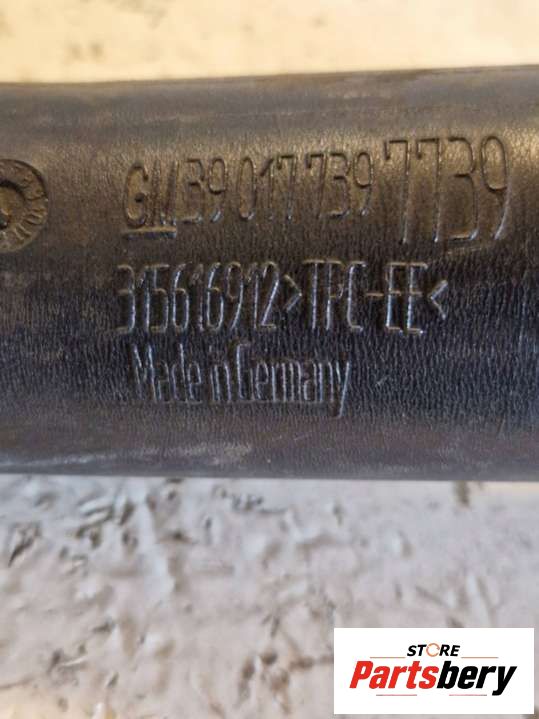 GM 39 017 739 7739
315616912 >TPC-EE<
Made in Germany
STORE
Partsbery